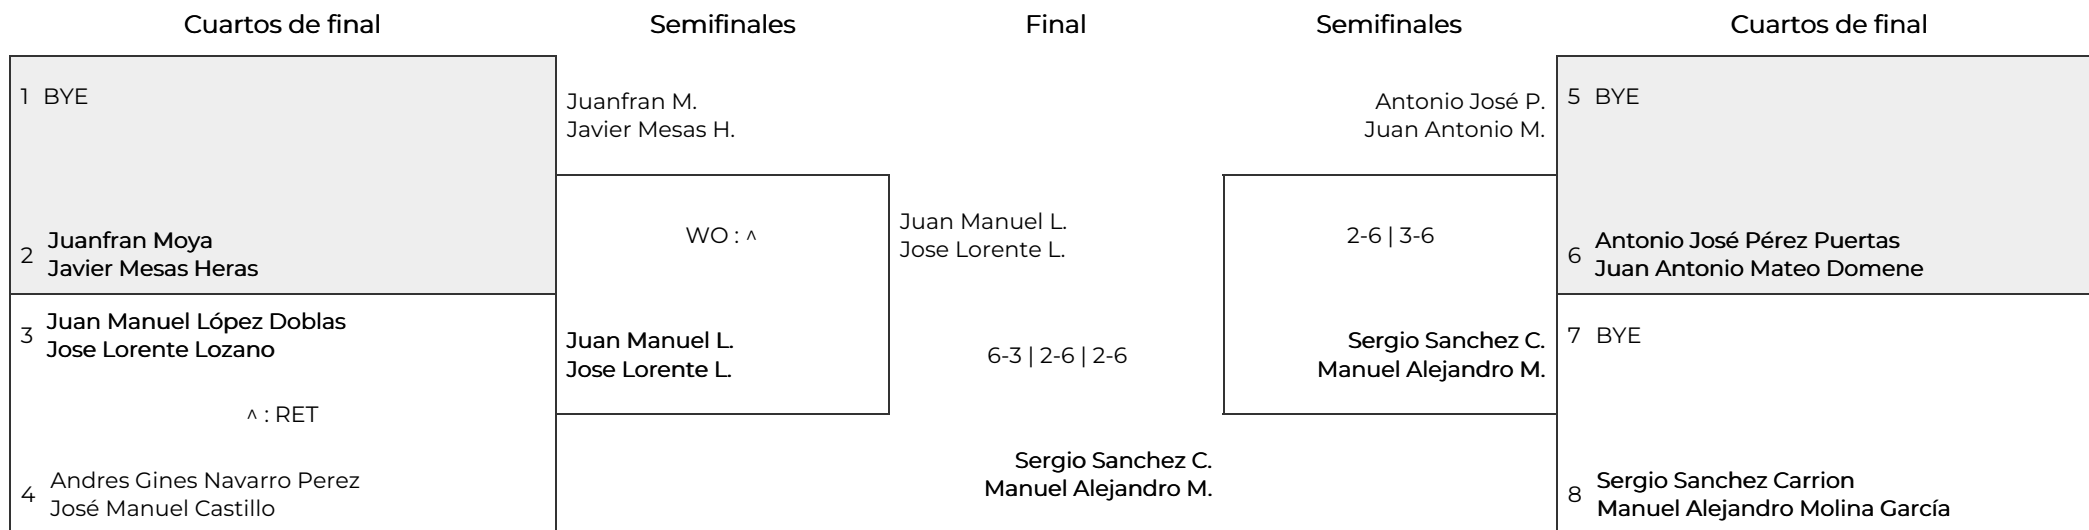 Cuartos de final
Semifinales
Final
Semifinales
Cuartos de final
1 BYE
2 Juanfran Moya
Javier Mesas Heras
3 Juan Manuel López Doblas
Jose Lorente Lozano
^ : RET
4 Andres Gines Navarro Perez
José Manuel Castillo
Juanfran M.
Javier Mesas H.
WO : ^
Juan Manuel L.
Jose Lorente L.
Juan Manuel L.
Jose Lorente L.
6-3 | 2-6 | 2-6
Sergio Sanchez C.
Manuel Alejandro M.
Antonio José P.
Juan Antonio M.
2-6 | 3-6
Sergio Sanchez C.
Manuel Alejandro M.
5 BYE
6 Antonio José Pérez Puertas
Juan Antonio Mateo Domene
7 BYE
8 Sergio Sanchez Carrion
Manuel Alejandro Molina García